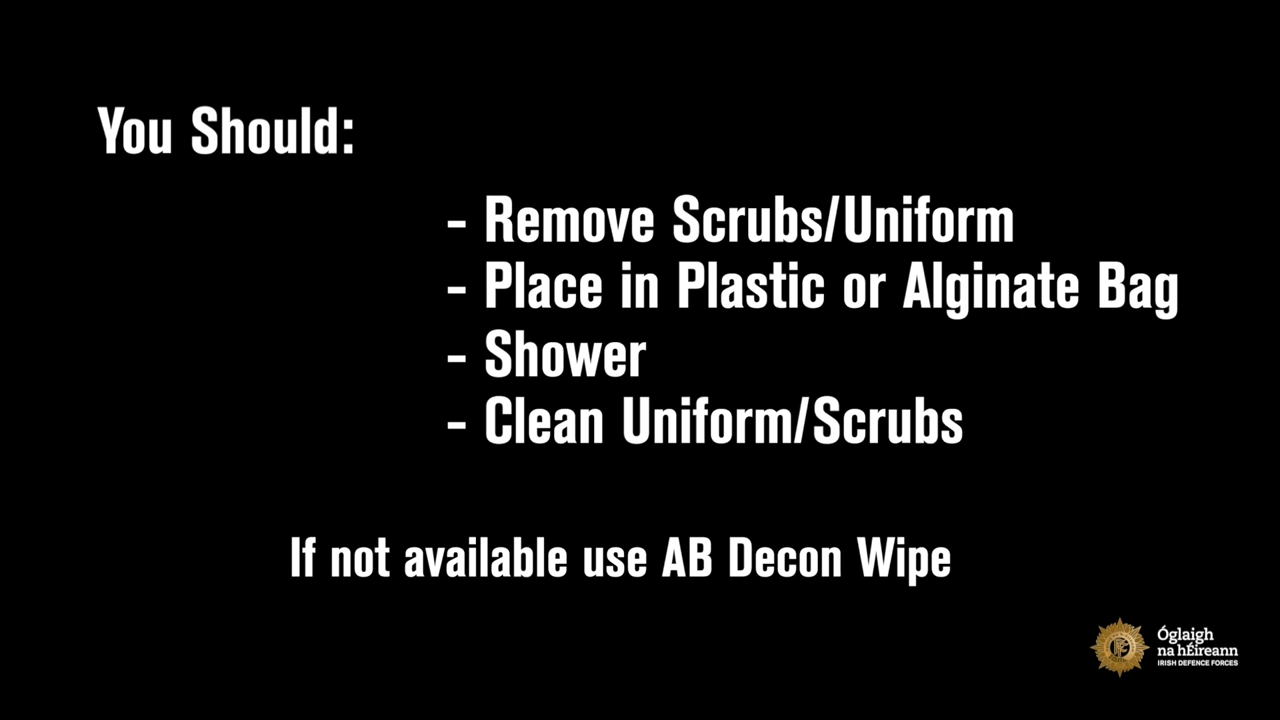 You Should:
- Remove Scrubs/Uniform
- Place in Plastic or Alginate Bag
- Shower
- Clean Uniform/Scrubs
If not available use AB Decon Wipe
Óglaigh
na hÉireann
IRISH DEFENCE FORCES